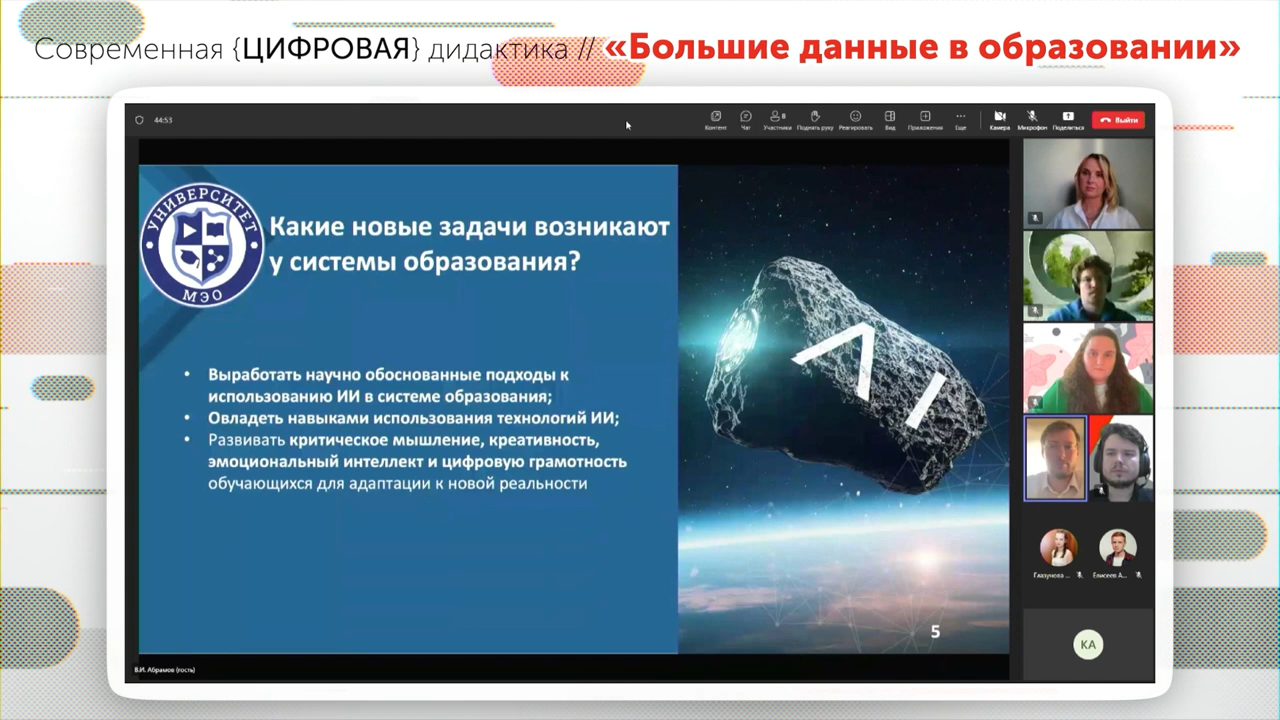 Современная {ЦИФРОВАЯ} дидактика // «Большие данные в образовании»
44:53
Контент
Чат
8
Участники
Поднять руку
Реагировать
Вид
Приложения
Еще
Камера
Микрофон
Поделиться
Выйти
УНИВЕРСИТЕТ
МЭО
Какие новые задачи возникают
у системы образования?
• Выработать научно обоснованные подходы к
использованию ИИ в системе образования;
• Овладеть навыками использования технологий ИИ;
• Развивать критическое мышление, креативность,
эмоциональный интеллект и цифровую грамотность
обучающихся для адаптации к новой реальности
AI
5
В.И. Абрамов (гость)
Глазунова ...
Елисеев А...
КА